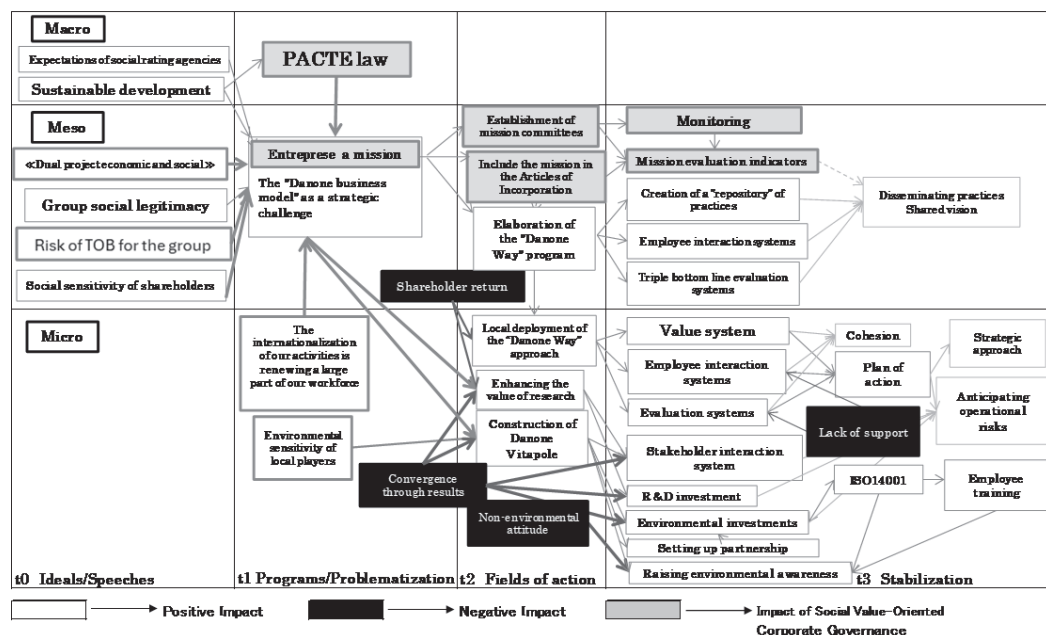 Macro
Expectations of social rating agencies
Sustainable development
PACTE law
Meso
≪Dual project economic and social≫
Group social legitimacy
Risk of TOB for the group
Social sensitivity of shareholders
Entreprese a mission
The "Danone business
model" as a strategic
challenge
Establishment of
mission committees
Include the mission in
the Articles of
Incorporation
Elaboration of
the "Danone
Way" program
Shareholder return
Monitoring
Mission evaluation indicators
Creation of a "repository" of
practices
Employee interaction systems
Triple bottom line evaluation
systems
Disseminating practices
Shared vision
Micro
The
internationalization
of our activities is
renewing a large
part of our workforce
Environmental
sensitivity of
local players
Convergence
through results
Non-environmental
attitude
Local deployment of
the "Danone Way"
approach
Enhancing the
value of research
Construction of
Danone
Vitapole
Value system
Employee interaction
systems
Evaluation systems
Stakeholder interaction
system
R&D investment
Environmental investments
Setting up partnership
Raising environmental awareness
Cohesion
Plan of
action
Lack of support
ISO14001
Strategic
approach
Anticipating
operational
risks
Employee
training
t0 Ideals/Speeches
t1 Programs/Problematization
t2 Fields of action
t3 Stabilization
Positive Impact
Negative Impact
Impact of Social Value-Oriented
Corporate Governance